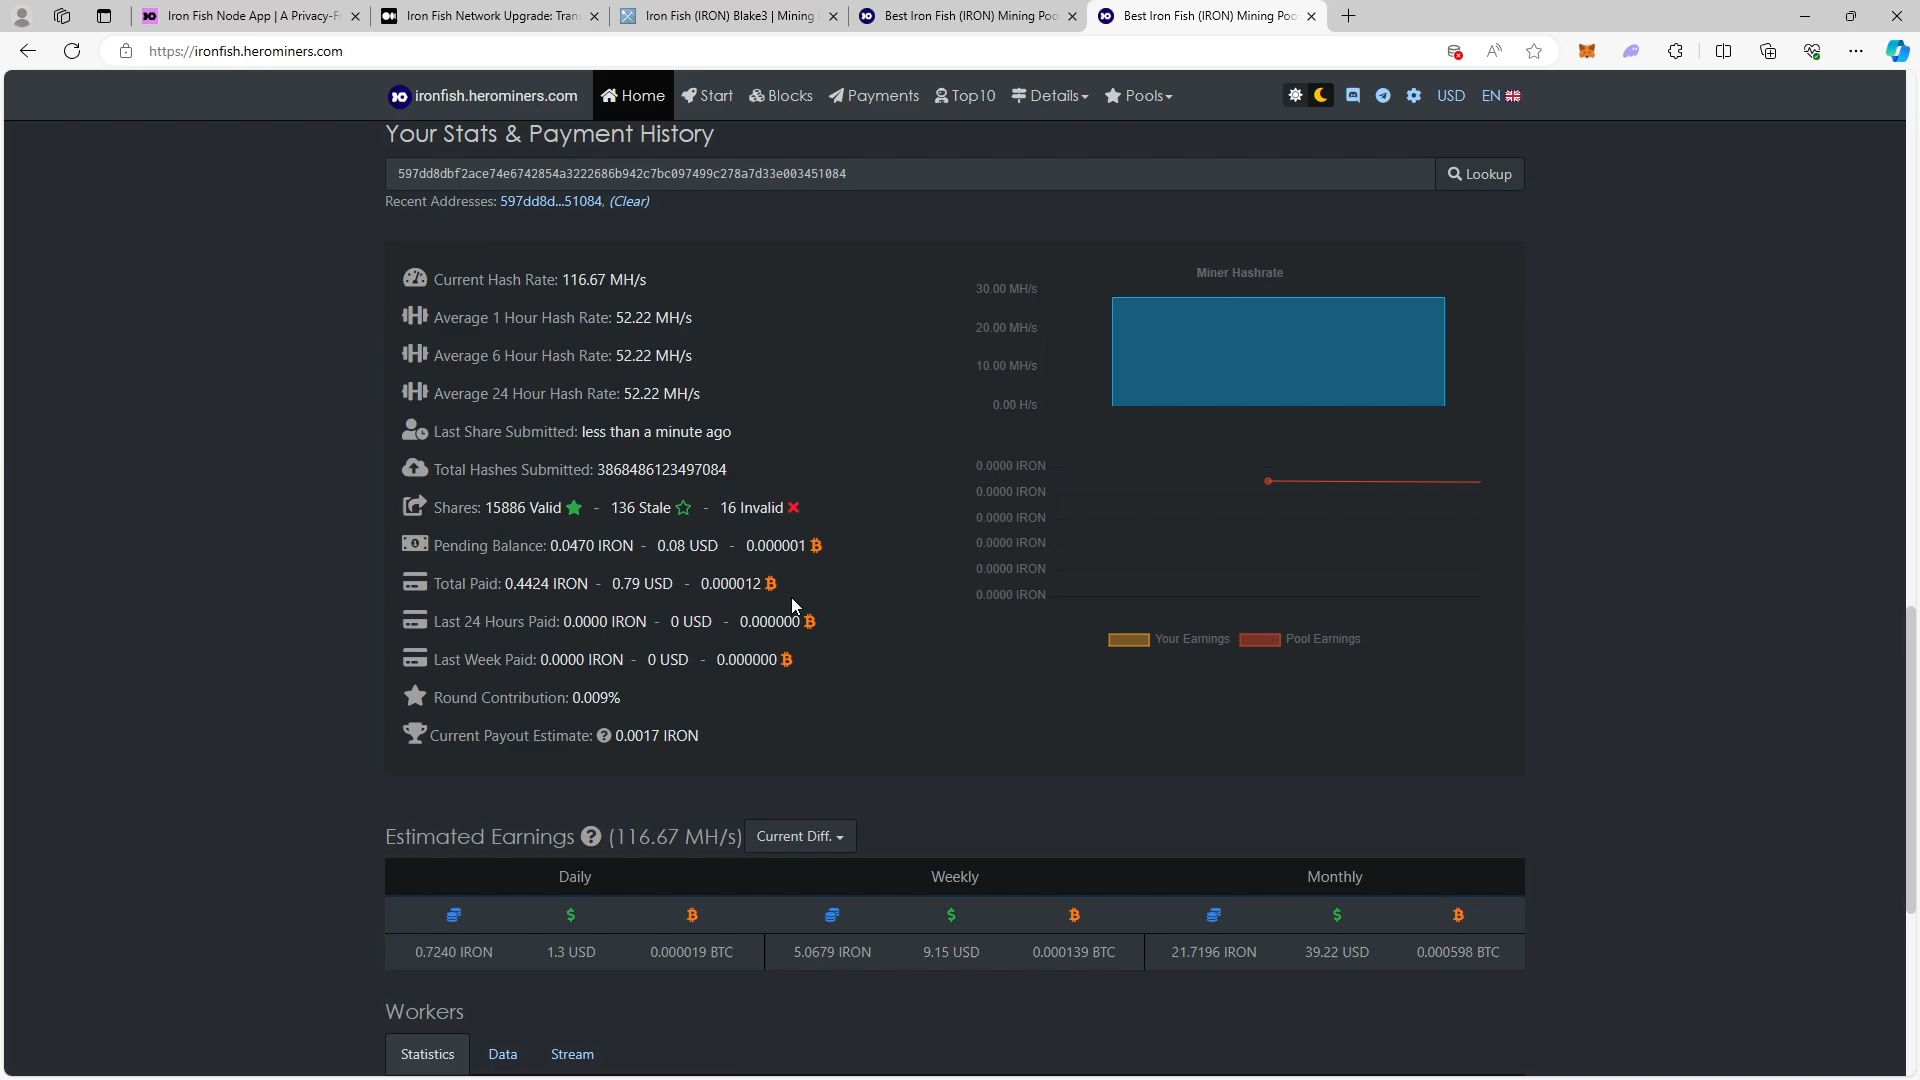 Iron Fish Node App | A Privacy-F
Iron Fish Network Upgrade: Tran
Iron Fish (IRON) Blake3 | Mining
Best Iron Fish (IRON) Mining Poo
Best Iron Fish (IRON) Mining Poo
https://ironfish.herominers.com
ironfish.herominers.com
Home
Start
Blocks
Payments
Top10
Details
Pools
USD
EN
Your Stats & Payment History
597dd8dbf2ace74e6742854a3222686b942c7bc097499c278a7d33e003451084
Lookup
Recent Addresses: 597dd8d...51084, (Clear)
Current Hash Rate: 116.67 MH/s
Average 1 Hour Hash Rate: 52.22 MH/s
Average 6 Hour Hash Rate: 52.22 MH/s
Average 24 Hour Hash Rate: 52.22 MH/s
Last Share Submitted: less than a minute ago
Total Hashes Submitted: 3868486123497084
Shares: 15886 Valid - 136 Stale - 16 Invalid
Pending Balance: 0.0470 IRON - 0.08 USD - 0.000001
Total Paid: 0.4424 IRON - 0.79 USD - 0.000012
Last 24 Hours Paid: 0.0000 IRON - 0 USD - 0.000000
Last Week Paid: 0.0000 IRON - 0 USD - 0.000000
Round Contribution: 0.009%
Current Payout Estimate: 0.0017 IRON
Miner Hashrate
30.00 MH/s
20.00 MH/s
10.00 MH/s
0.00 H/s
0.0000 IRON
0.0000 IRON
0.0000 IRON
0.0000 IRON
0.0000 IRON
0.0000 IRON
Your Earnings
Pool Earnings
Estimated Earnings (116.67 MH/s)
Current Diff.
Daily
Weekly
Monthly
$
$
$
0.7240 IRON
1.3 USD
0.000019 BTC
5.0679 IRON
9.15 USD
0.000139 BTC
21.7196 IRON
39.22 USD
0.000598 BTC
Workers
Statistics
Data
Stream